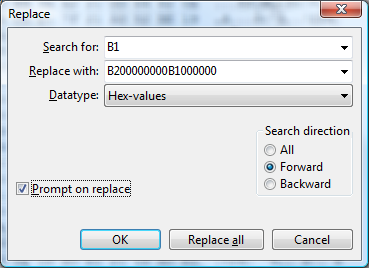 Replace
Search for: B1
Replace with: B200000000B1000000
Datatype: Hex-values
Search direction
All
Forward
Backward
Prompt on replace
OK Replace all Cancel